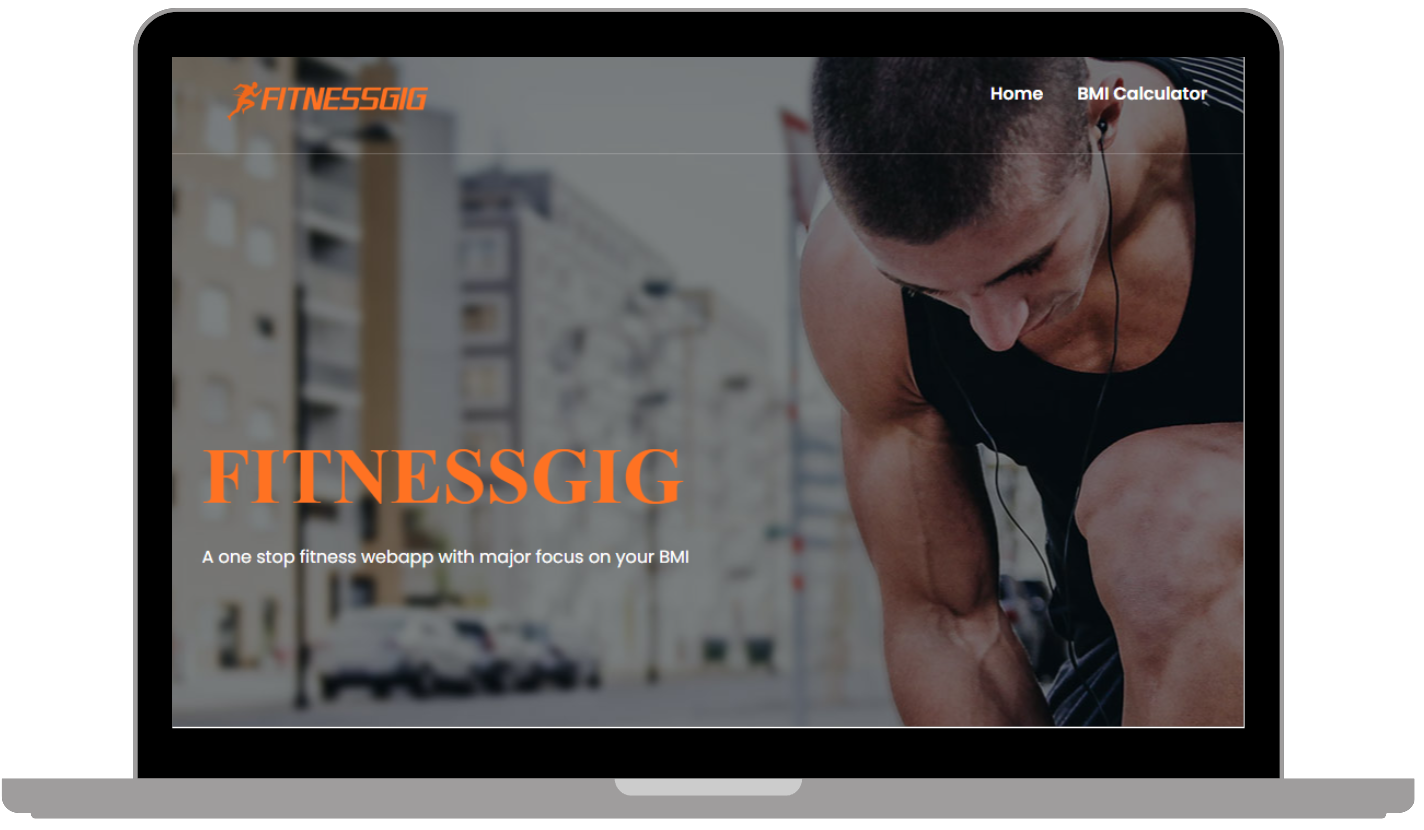 FITNESSGIG
Home
BMI Calculator
FITNESSGIG
A one stop fitness webapp with major focus on your BMI